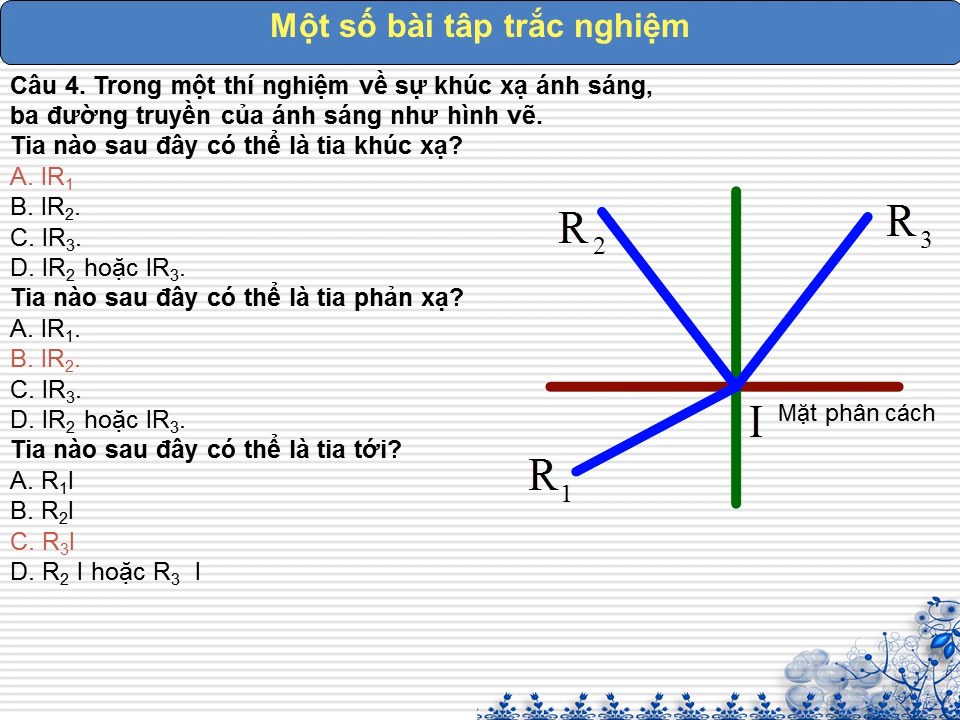 Một số bài tâp trắc nghiệm
Câu 4. Trong một thí nghiệm về sự khúc xạ ánh sáng,
ba đường truyền của ánh sáng như hình vẽ.
Tia nào sau đây có thể là tia khúc xạ?
A. IR1
B. IR2.
C. IR3.
D. IR2 hoặc IR3.
Tia nào sau đây có thể là tia phản xạ?
A. IR1.
B. IR2.
C. IR3.
D. IR2 hoặc IR3.
Tia nào sau đây có thể là tia tới?
A. R1I
B. R2I
C. R3I
D. R2 I hoặc R3 I
R2
R3
I
Mặt phân cách
R1